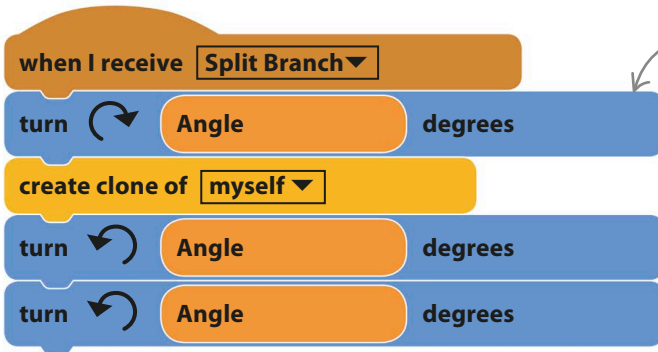 when I receive Split Branch
turn Angle degrees
create clone of myself
turn Angle degrees
turn Angle degrees